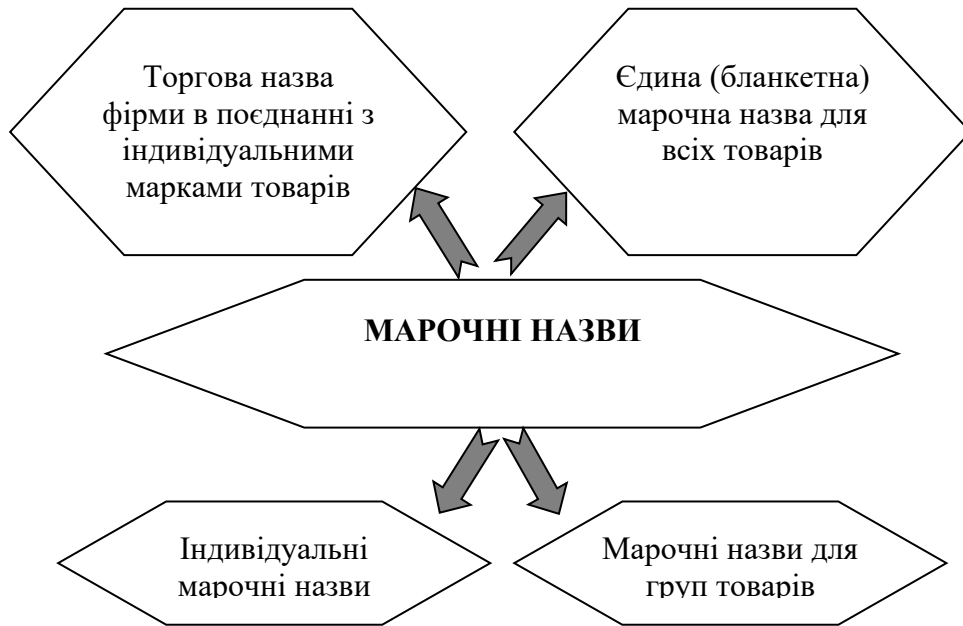 Торгова назва
фірми в поєднанні з
індивідуальними
марками товарів
Єдина (бланкетна)
марочна назва для
всіх товарів
МАРОЧНІ НАЗВИ
Індивідуальні
марочні назви
Марочні назви для
груп товарів